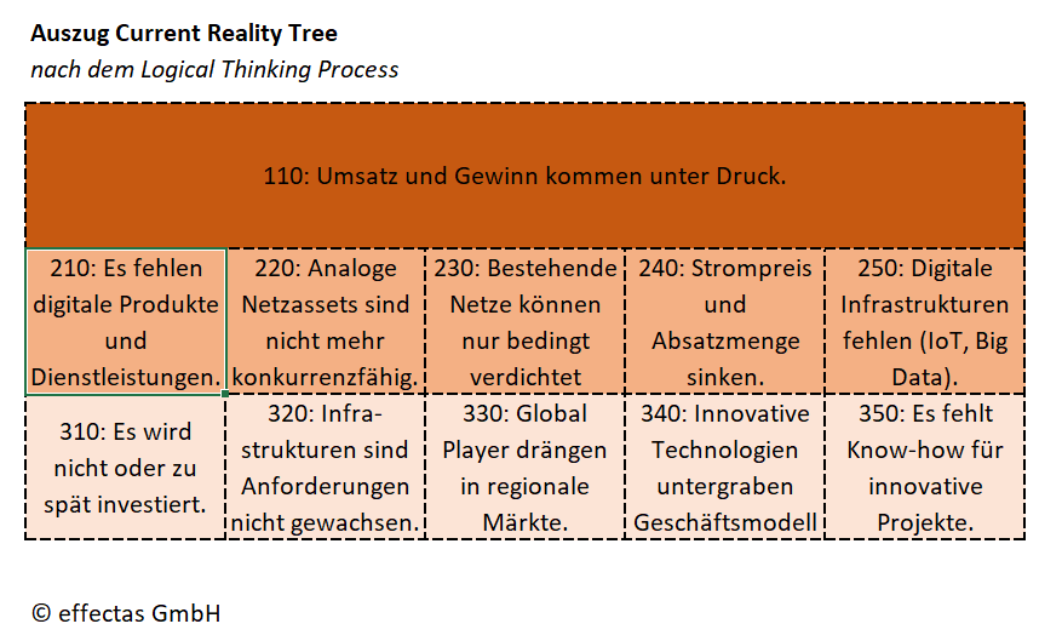 Auszug Current Reality Tree
nach dem Logical Thinking Process
110: Umsatz und Gewinn kommen unter Druck.
210: Es fehlen
digitale Produkte
und
Dienstleistungen.
220: Analoge
Netzassets sind
nicht mehr
konkurrenzfähig.
230: Bestehende
Netze können
nur bedingt
verdichtet
240: Strompreis
und
Absatzmenge
sinken.
250: Digitale
Infrastrukturen
fehlen (IoT, Big
Data).
310: Es wird
nicht oder zu
spät investiert.
320: Infra-
strukturen sind
Anforderungen
nicht gewachsen.
330: Global
Player drängen
in regionale
Märkte.
340: Innovative
Technologien
untergraben
Geschäftsmodell
350: Es fehlt
Know-how für
innovative
Projekte.
© effectas GmbH